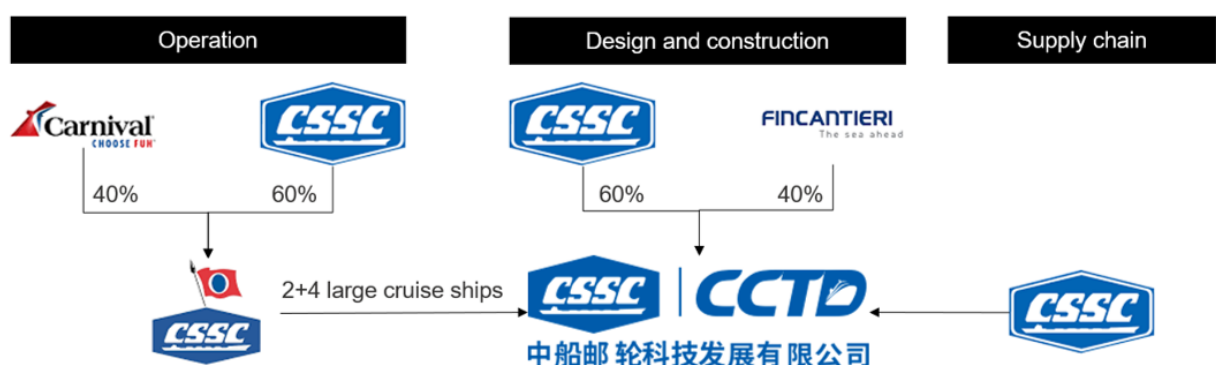 Operation
Design and construction
Supply chain
Carnival
CHOOSE FUN
CSSC
CSSC
FINCANTIERI
The sea ahead
40%
60%
60%
40%
2+4 large cruise ships
CSSC
CSSC
CCTD
CSSC
中船邮轮科技发展有限公司